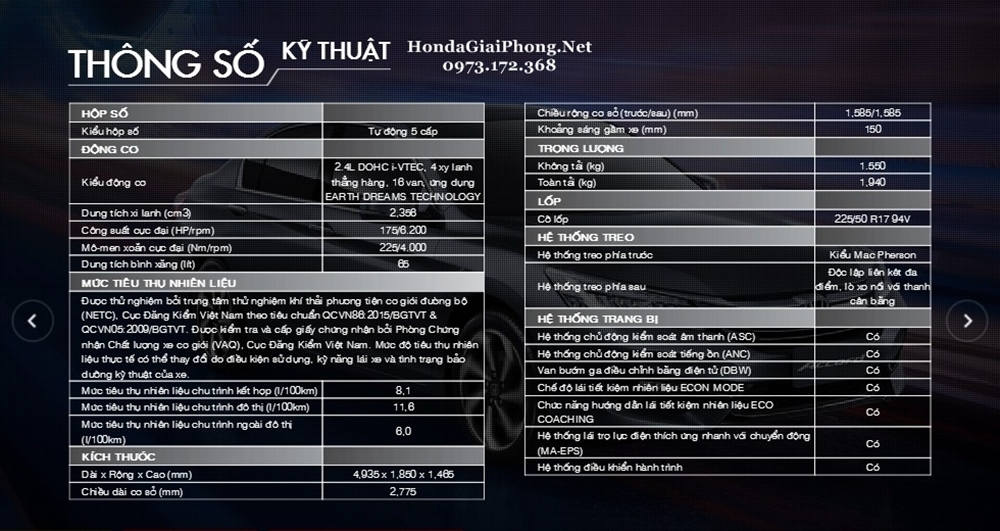 THÔNG SỐ KỸ THUẬT
HondaGiaiPhong.Net
0973.172.368
HỘP SỐ
Kiểu hộp số Tự động 5 cấp
ĐỘNG CƠ
Kiểu động cơ
2.4L DOHC i-VTEC, 4 xy lanh
thẳng hàng, 16 van, ứng dụng
EARTH DREAMS TECHNOLOGY
Dung tích xi lanh (cm3) 2,356
Công suất cực đại (HP/rpm) 175/6.200
Mô-men xoắn cực đại (Nm/rpm) 225/4.000
Dung tích bình xăng (lít) 65
MỨC TIÊU THỤ NHIÊN LIỆU
Được thử nghiệm bởi trung tâm thử nghiệm khí thải phương tiện cơ giới đường bộ
(NETC), Cục Đăng Kiểm Việt Nam theo tiêu chuẩn QCVN86:2015/BGTVT &
QCVN05:2009/BGTVT. Được kiểm tra và cấp giấy chứng nhận bởi Phòng Chứng
nhận Chất lượng xe cơ giới (VAQ), Cục Đăng Kiểm Việt Nam. Mức độ tiêu thụ nhiên
liệu thực tế có thể thay đổi do điều kiện sử dụng, kỹ năng lái xe và tình trạng bảo
dưỡng kỹ thuật của xe.
Mức tiêu thụ nhiên liệu chu trình kết hợp (l/100km) 8,1
Mức tiêu thụ nhiên liệu chu trình đô thị (l/100km) 11,6
Mức tiêu thụ nhiên liệu chu trình ngoài đô thị
(l/100km) 6,0
KÍCH THƯỚC
Dài x Rộng x Cao (mm) 4,935 x 1,850 x 1,465
Chiều dài cơ sở (mm) 2,775
Chiều rộng cơ sở (trước/sau) (mm) 1,585/1,585
Khoảng sáng gầm xe (mm) 150
TRỌNG LƯỢNG
Không tải (kg) 1.550
Toàn tải (kg) 1,940
LỐP
Cỡ lốp 225/50 R17 94V
HỆ THỐNG TREO
Hệ thống treo phía trước Kiểu Mac Pherson
Hệ thống treo phía sau
Độc lập liên kết đa
điểm, lò xo nối với thanh
cân bằng
HỆ THỐNG TRANG BỊ
Hệ thống chủ động kiểm soát âm thanh (ASC) Có
Hệ thống chủ động kiểm soát tiếng ồn (ANC) Có
Van bướm ga điều chỉnh bằng điện tử (DBW) Có
Chế độ lái tiết kiệm nhiên liệu ECON MODE Có
Chức năng hướng dẫn lái tiết kiệm nhiên liệu ECO
COACHING Có
Hệ thống lái trợ lực điện thích ứng nhanh với chuyển động
(MA-EPS) Có
Hệ thống điều khiển hành trình Có